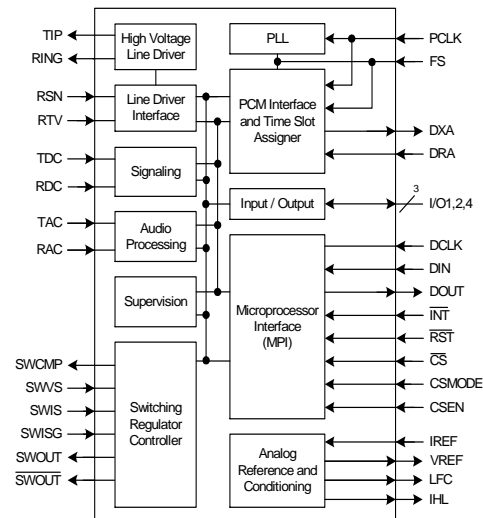 TIP
RING
RSN
RTV
TDC
RDC
TAC
RAC
SWCMP
SWVS
SWIS
SWISG
SWOUT
SWOUT
High Voltage
Line Driver
Line Driver
Interface
Signaling
Audio
Processing
Supervision
Switching
Regulator
Controller
PLL
PCM Interface
and Time Slot
Assigner
Input / Output
Microprocessor
Interface
(MPI)
Analog
Reference and
Conditioning
PCLK
FS
DXA
DRA
3
I/O1,2,4
DCLK
DIN
DOUT
INT
RST
CS
CSMODE
CSEN
IREF
VREF
LFC
IHL